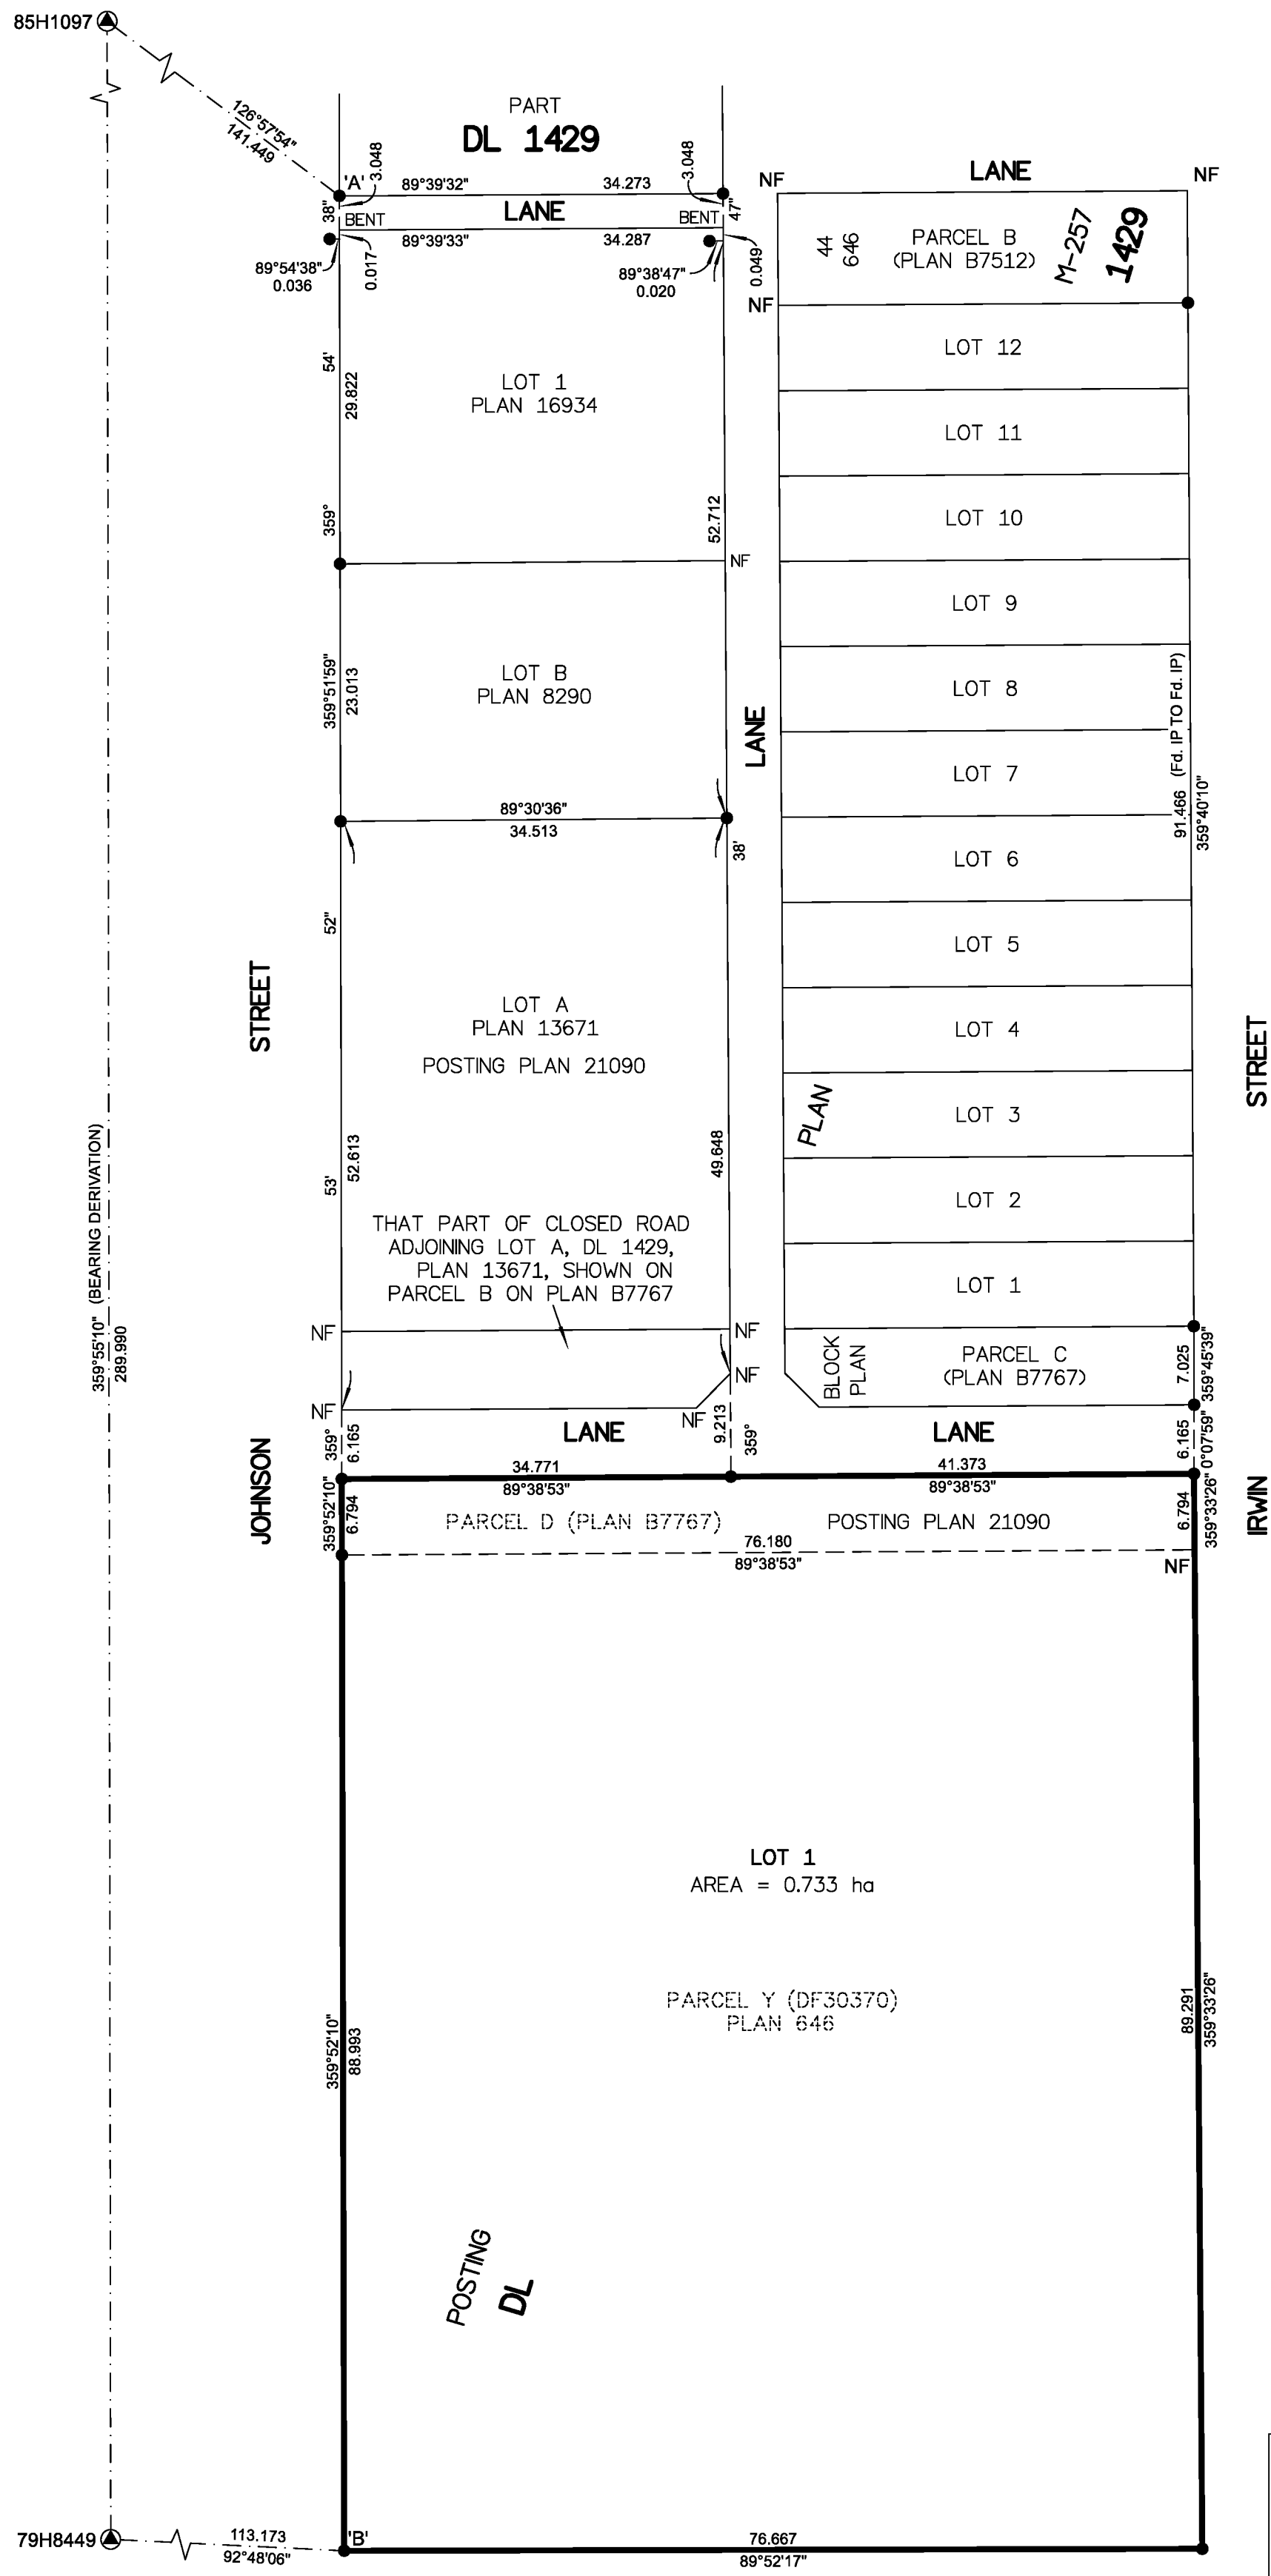 85H1097
126°57'54"
141.449
PART
DL 1429
'A'
3.048
89°39'32"
34.273
3.048
38"
BENT
LANE
BENT
47"
89°39'33"
34.287
89°54'38"
0.036
0.017
89°38'47"
0.020
0.049
NF
LANE
NF
44
646
PARCEL B
(PLAN B7512)
M-257
1429
NF
LOT 12
LOT 11
LOT 10
LOT 9
LOT 8
LOT 7
LOT 6
LOT 5
LOT 4
LOT 3
LOT 2
LOT 1
54'
29.822
LOT 1
PLAN 16934
359°
52.712
NF
359°51'59"
23.013
LOT B
PLAN 8290
LANE
91.466 (Fd. IP TO Fd. IP)
359°40'10"
89°30'36"
34.513
38'
52"
STREET
LOT A
PLAN 13671
POSTING PLAN 21090
STREET
PLAN
53'
52.613
49.648
359°55'10" (BEARING DERIVATION)
289.990
THAT PART OF CLOSED ROAD
ADJOINING LOT A, DL 1429,
PLAN 13671, SHOWN ON
PARCEL B ON PLAN B7767
NF
NF
NF
NF
NF
BLOCK
PLAN
PARCEL C
(PLAN B7767)
7.025
359°45'39"
359°
6.165
LANE
9.213
359°
LANE
6.165
0°07'59"
JOHNSON
34.771
89°38'53"
41.373
89°38'53"
359°52'10"
6.794
PARCEL D (PLAN B7767)
POSTING PLAN 21090
6.794
359°33'26"
IRWIN
76.180
89°38'53"
NF
LOT 1
AREA = 0.733 ha
PARCEL Y (DF30370)
PLAN 646
359°52'10"
88.993
89.291
359°33'26"
POSTING
DL
79H8449
113.173
92°48'06"
'B'
76.667
89°52'17"